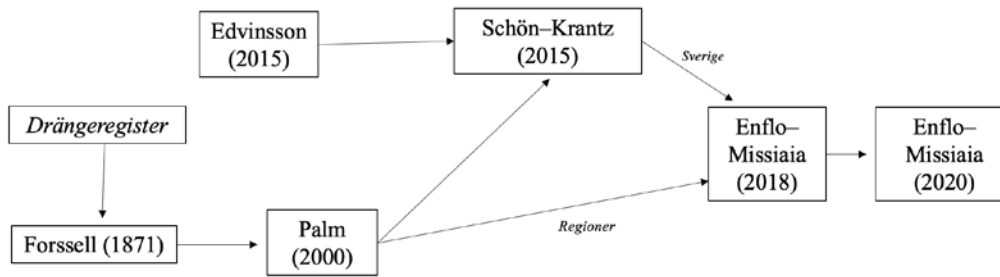 Edvinsson
(2015)
Schön–Krantz
(2015)
Sverige
Drängeregister
Enflo–
Missiaia
(2018)
Enflo–
Missiaia
(2020)
Forssell (1871)
Palm
(2000)
Regioner